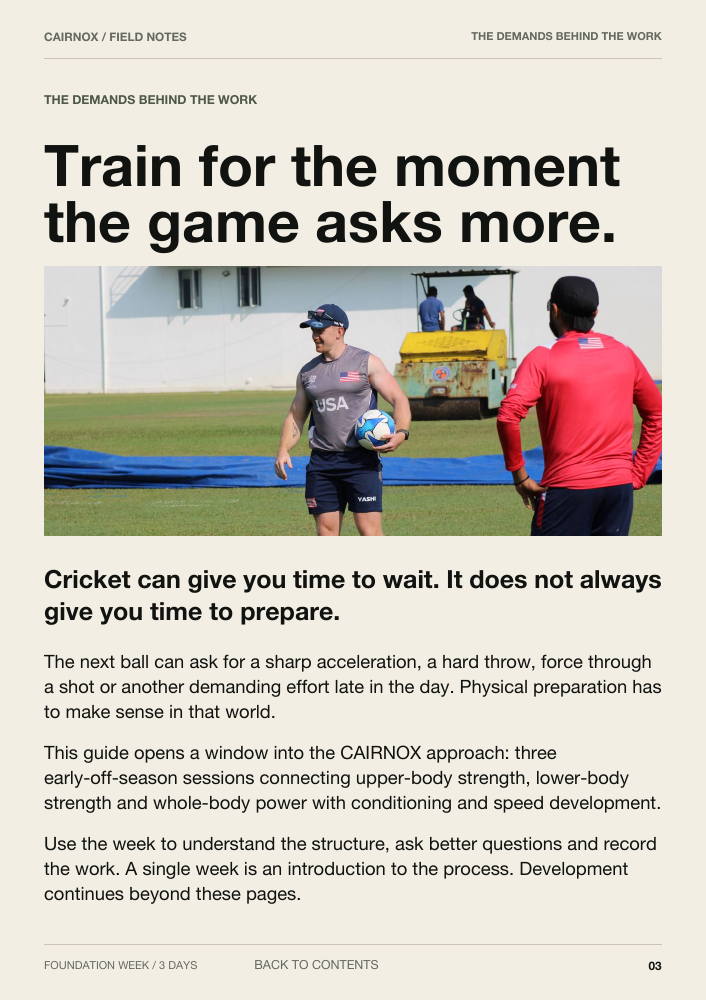 CAIRNOX / FIELD NOTES
THE DEMANDS BEHIND THE WORK
THE DEMANDS BEHIND THE WORK
Train for the moment
the game asks more.
USA
YASHI
Cricket can give you time to wait. It does not always
give you time to prepare.
The next ball can ask for a sharp acceleration, a hard throw, force through
a shot or another demanding effort late in the day. Physical preparation has
to make sense in that world.
This guide opens a window into the CAIRNOX approach: three
early-off-season sessions connecting upper-body strength, lower-body
strength and whole-body power with conditioning and speed development.
Use the week to understand the structure, ask better questions and record
the work. A single week is an introduction to the process. Development
continues beyond these pages.
FOUNDATION WEEK / 3 DAYS
BACK TO CONTENTS
03